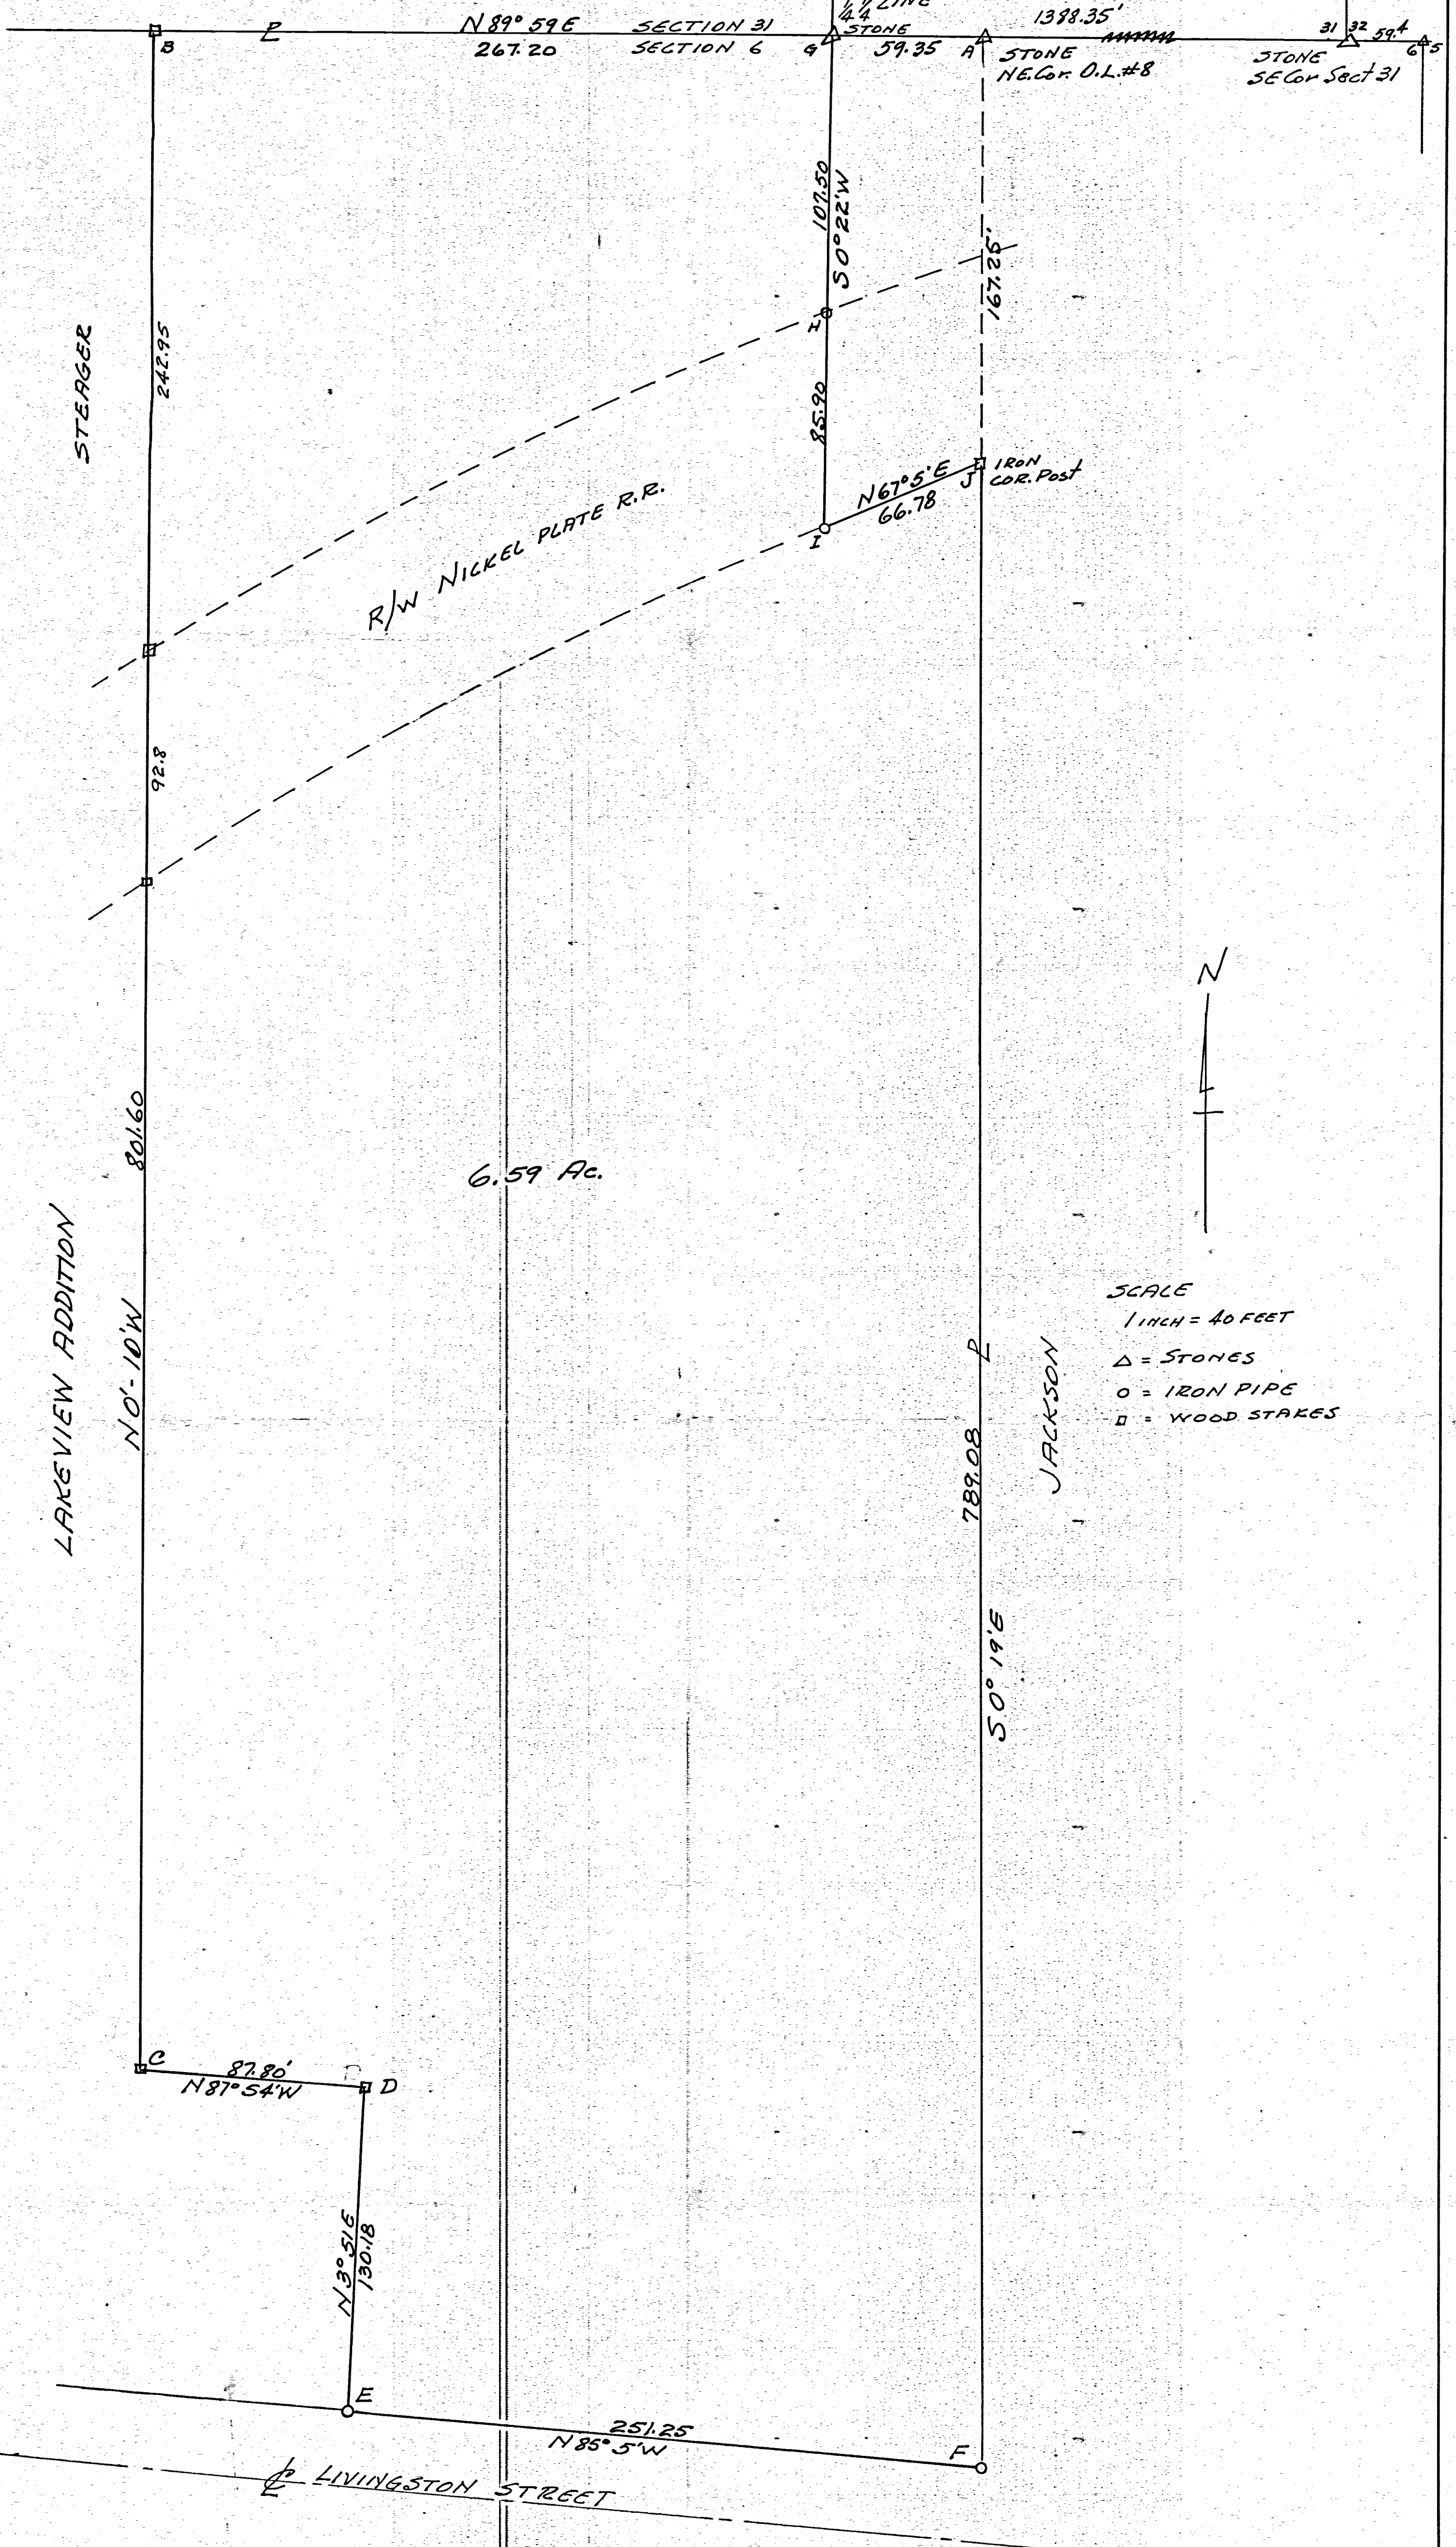 ¼ ¼ LINE
N 89° 59 E SECTION 31 STONE 1398.35'
31 32 59.4
B P 267.20 SECTION 6 G 59.35 A STONE
NE.Cor. O.L.#8
STONE
SE Cor Sect 31
6 5
107.50
S 0° 22' W
167.25'
H
STEAGER
242.95
85.90
N 67° 5' E
66.78
J IRON
COR. Post
I
R/W NICKEL PLATE R.R.
92.8
N
801.60
6.59 Ac.
LAKEVIEW ADDITION
N 0'-10' W
SCALE
1 INCH = 40 FEET
△ = STONES
○ = IRON PIPE
□ = WOOD STAKES
JACKSON
789.08
S 0° 19' E
C 87.80'
N 87° 54' W D
N 3° 51 E
130.18
E
251.25
N 85° 5' W
F
℄ LIVINGSTON STREET